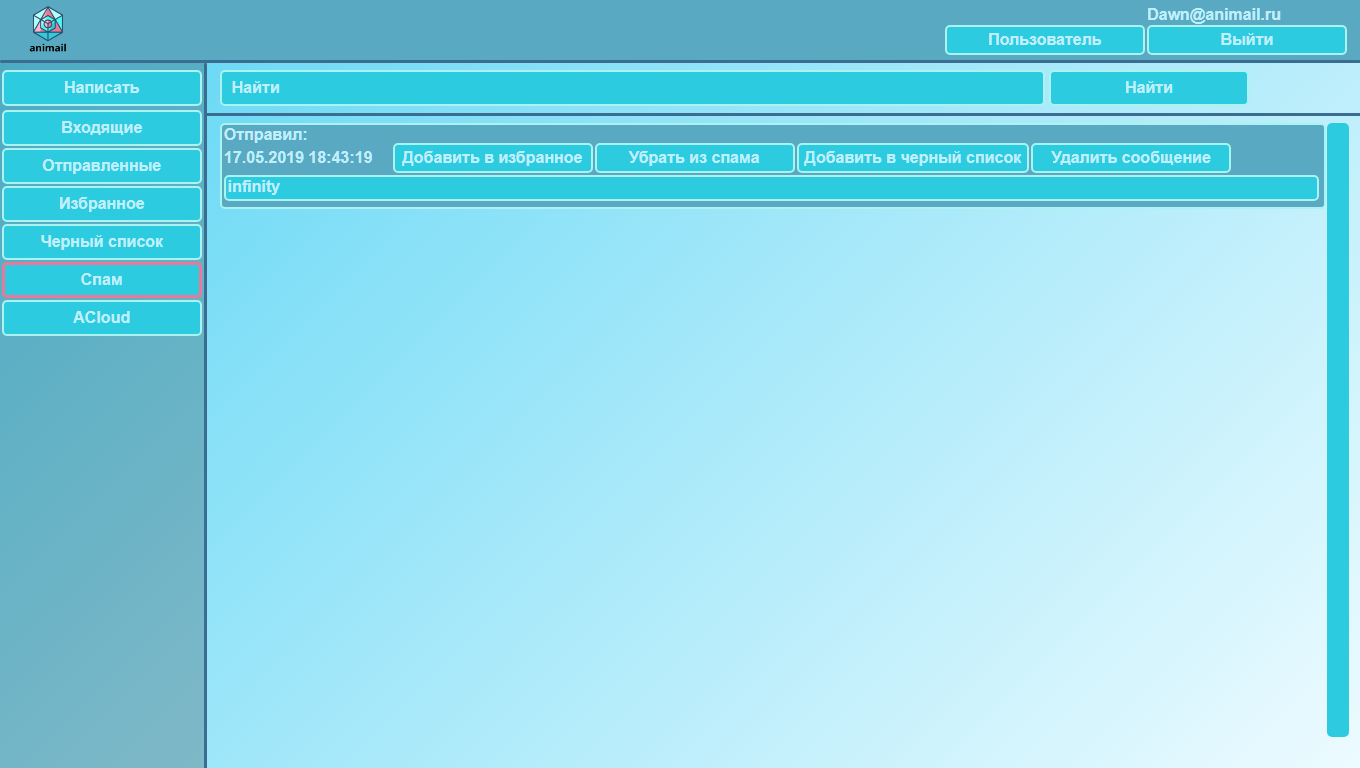 animail
Dawn@animail.ru
Пользователь
Выйти
Написать
Входящие
Отправленные
Избранное
Черный список
Спам
ACloud
Найти
Найти
Отправил:
17.05.2019 18:43:19
Добавить в избранное
Убрать из спама
Добавить в черный список
Удалить сообщение
infinity